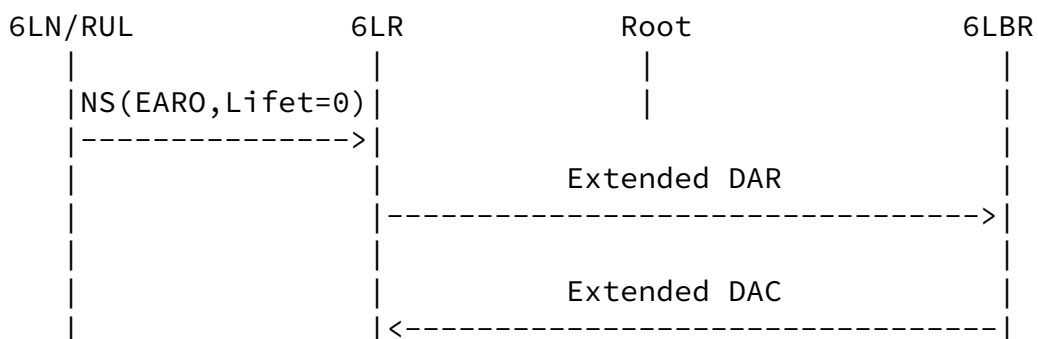 6LN/RUL 6LR Root 6LBR
NS(EARO,Lifet=0)
Extended DAR
Extended DAC